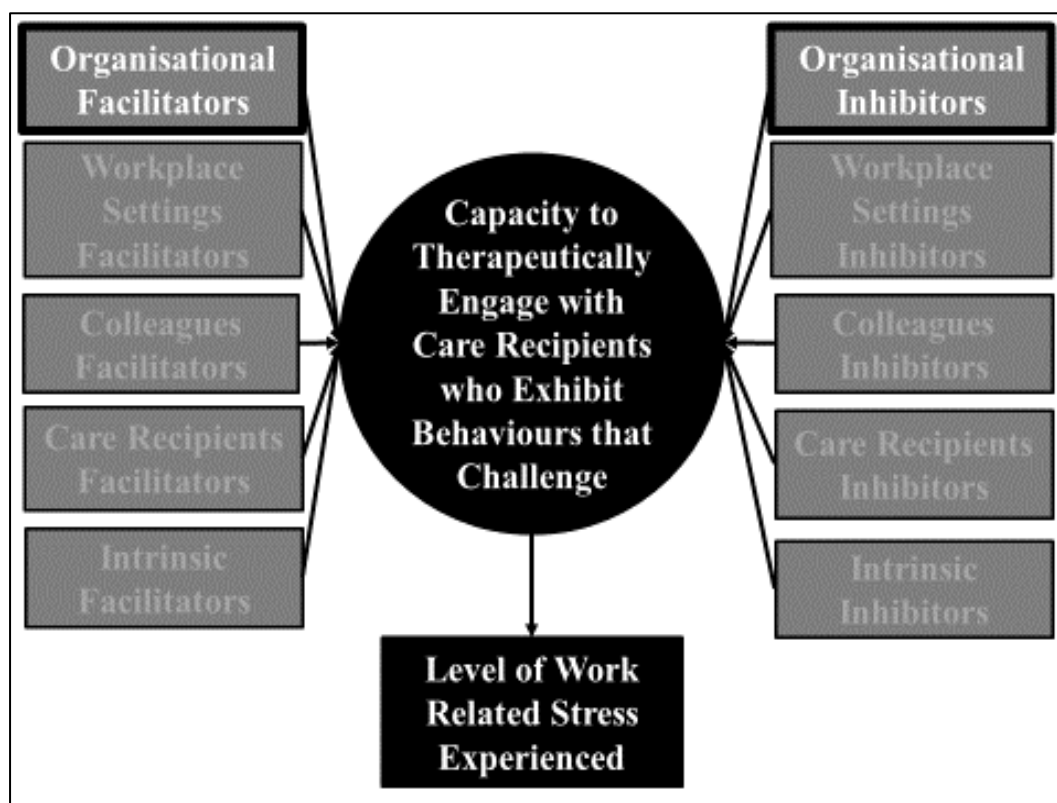 Organisational
Facilitators
Workplace
Settings
Facilitators
Colleagues
Facilitators
Care Recipients
Facilitators
Intrinsic
Facilitators
Capacity to
Therapeutically
Engage with
Care Recipients
who Exhibit
Behaviours that
Challenge
Level of Work
Related Stress
Experienced
Organisational
Inhibitors
Workplace
Settings
Inhibitors
Colleagues
Inhibitors
Care Recipients
Inhibitors
Intrinsic
Inhibitors